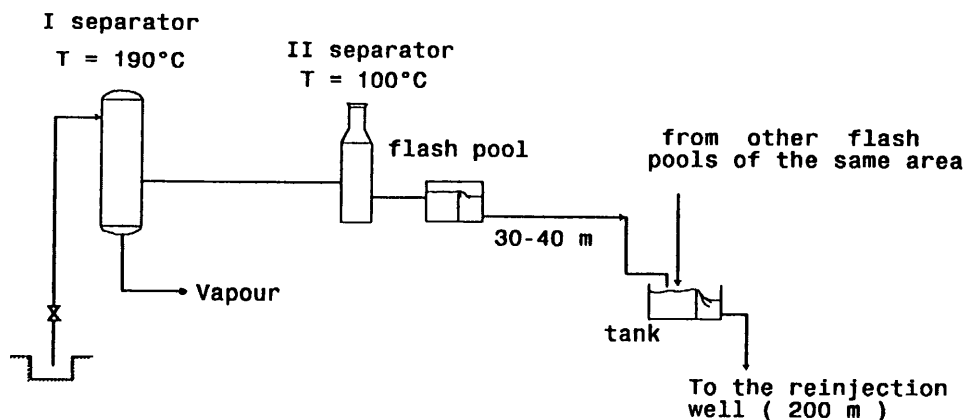 I separator
T = 190°C
II separator
T = 100°C
flash pool
from other flash
pools of the same area
30-40 m
Vapour
tank
To the reinjection
well ( 200 m )